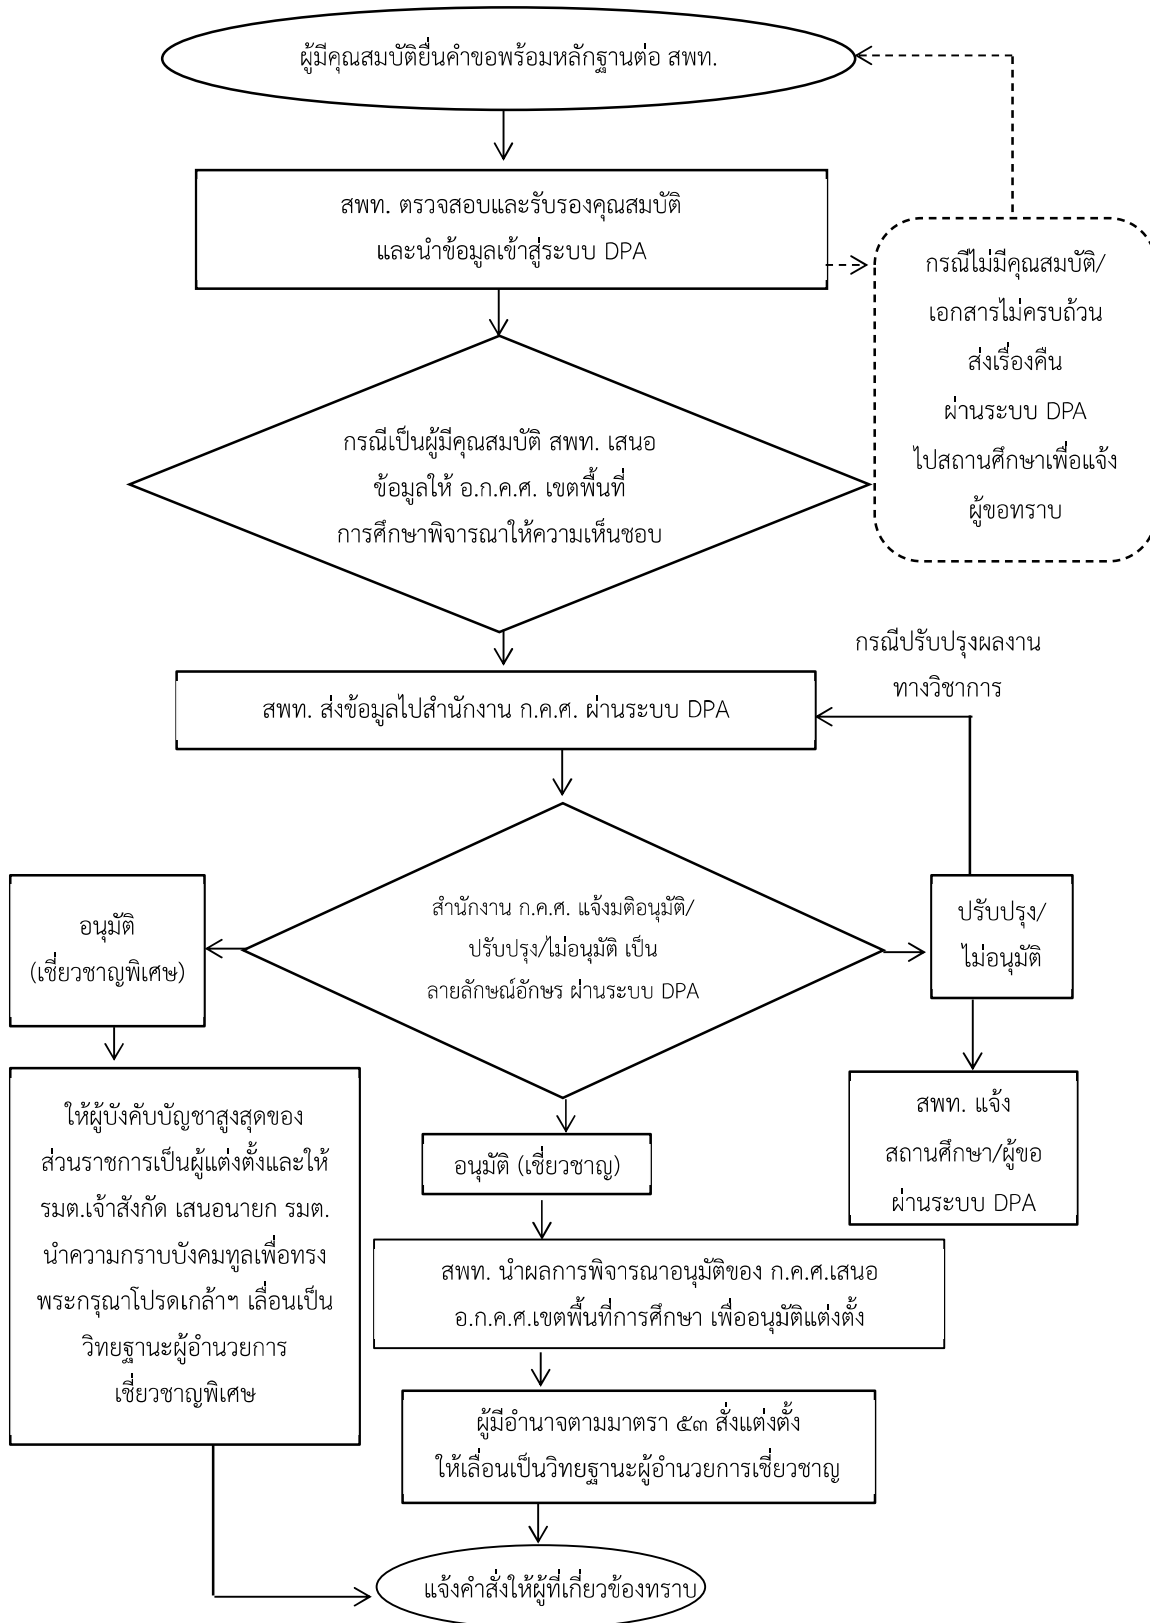 ผู้มีคุณสมบัติยื่นคำขอพร้อมหลักฐานต่อ สพท.
สพท. ตรวจสอบและรับรองคุณสมบัติ
และนำข้อมูลเข้าสู่ระบบ DPA
กรณีไม่มีคุณสมบัติ/
เอกสารไม่ครบถ้วน
ส่งเรื่องคืน
ผ่านระบบ DPA
ไปสถานศึกษาเพื่อแจ้ง
ผู้ขอทราบ
กรณีเป็นผู้มีคุณสมบัติ สพท. เสนอ
ข้อมูลให้ อ.ก.ค.ศ. เขตพื้นที่
การศึกษาพิจารณาให้ความเห็นชอบ
กรณีปรับปรุงผลงาน
ทางวิชาการ
สพท. ส่งข้อมูลไปสำนักงาน ก.ค.ศ. ผ่านระบบ DPA
สำนักงาน ก.ค.ศ. แจ้งมติอนุมัติ/
ปรับปรุง/ไม่อนุมัติ เป็น
ลายลักษณ์อักษร ผ่านระบบ DPA
อนุมัติ
(เชี่ยวชาญพิเศษ)
ปรับปรุง/
ไม่อนุมัติ
ให้ผู้บังคับบัญชาสูงสุดของ
ส่วนราชการเป็นผู้แต่งตั้งและให้
รมต.เจ้าสังกัด เสนอนายก รมต.
นำความกราบบังคมทูลเพื่อทรง
พระกรุณาโปรดเกล้าฯ เลื่อนเป็น
วิทยฐานะผู้อำนวยการ
เชี่ยวชาญพิเศษ
อนุมัติ (เชี่ยวชาญ)
สพท. แจ้ง
สถานศึกษา/ผู้ขอ
ผ่านระบบ DPA
สพท. นำผลการพิจารณาอนุมัติของ ก.ค.ศ.เสนอ
อ.ก.ค.ศ.เขตพื้นที่การศึกษา เพื่ออนุมัติแต่งตั้ง
ผู้มีอำนาจตามมาตรา ๕๓ สั่งแต่งตั้ง
ให้เลื่อนเป็นวิทยฐานะผู้อำนวยการเชี่ยวชาญ
แจ้งคำสั่งให้ผู้ที่เกี่ยวข้องทราบ